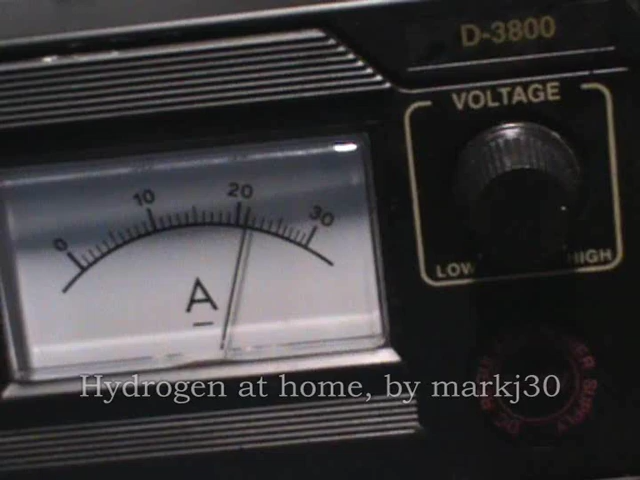 D-3800
VOLTAGE
LOW HIGH
0 10 20 30
A
Hydrogen at home, by markj30